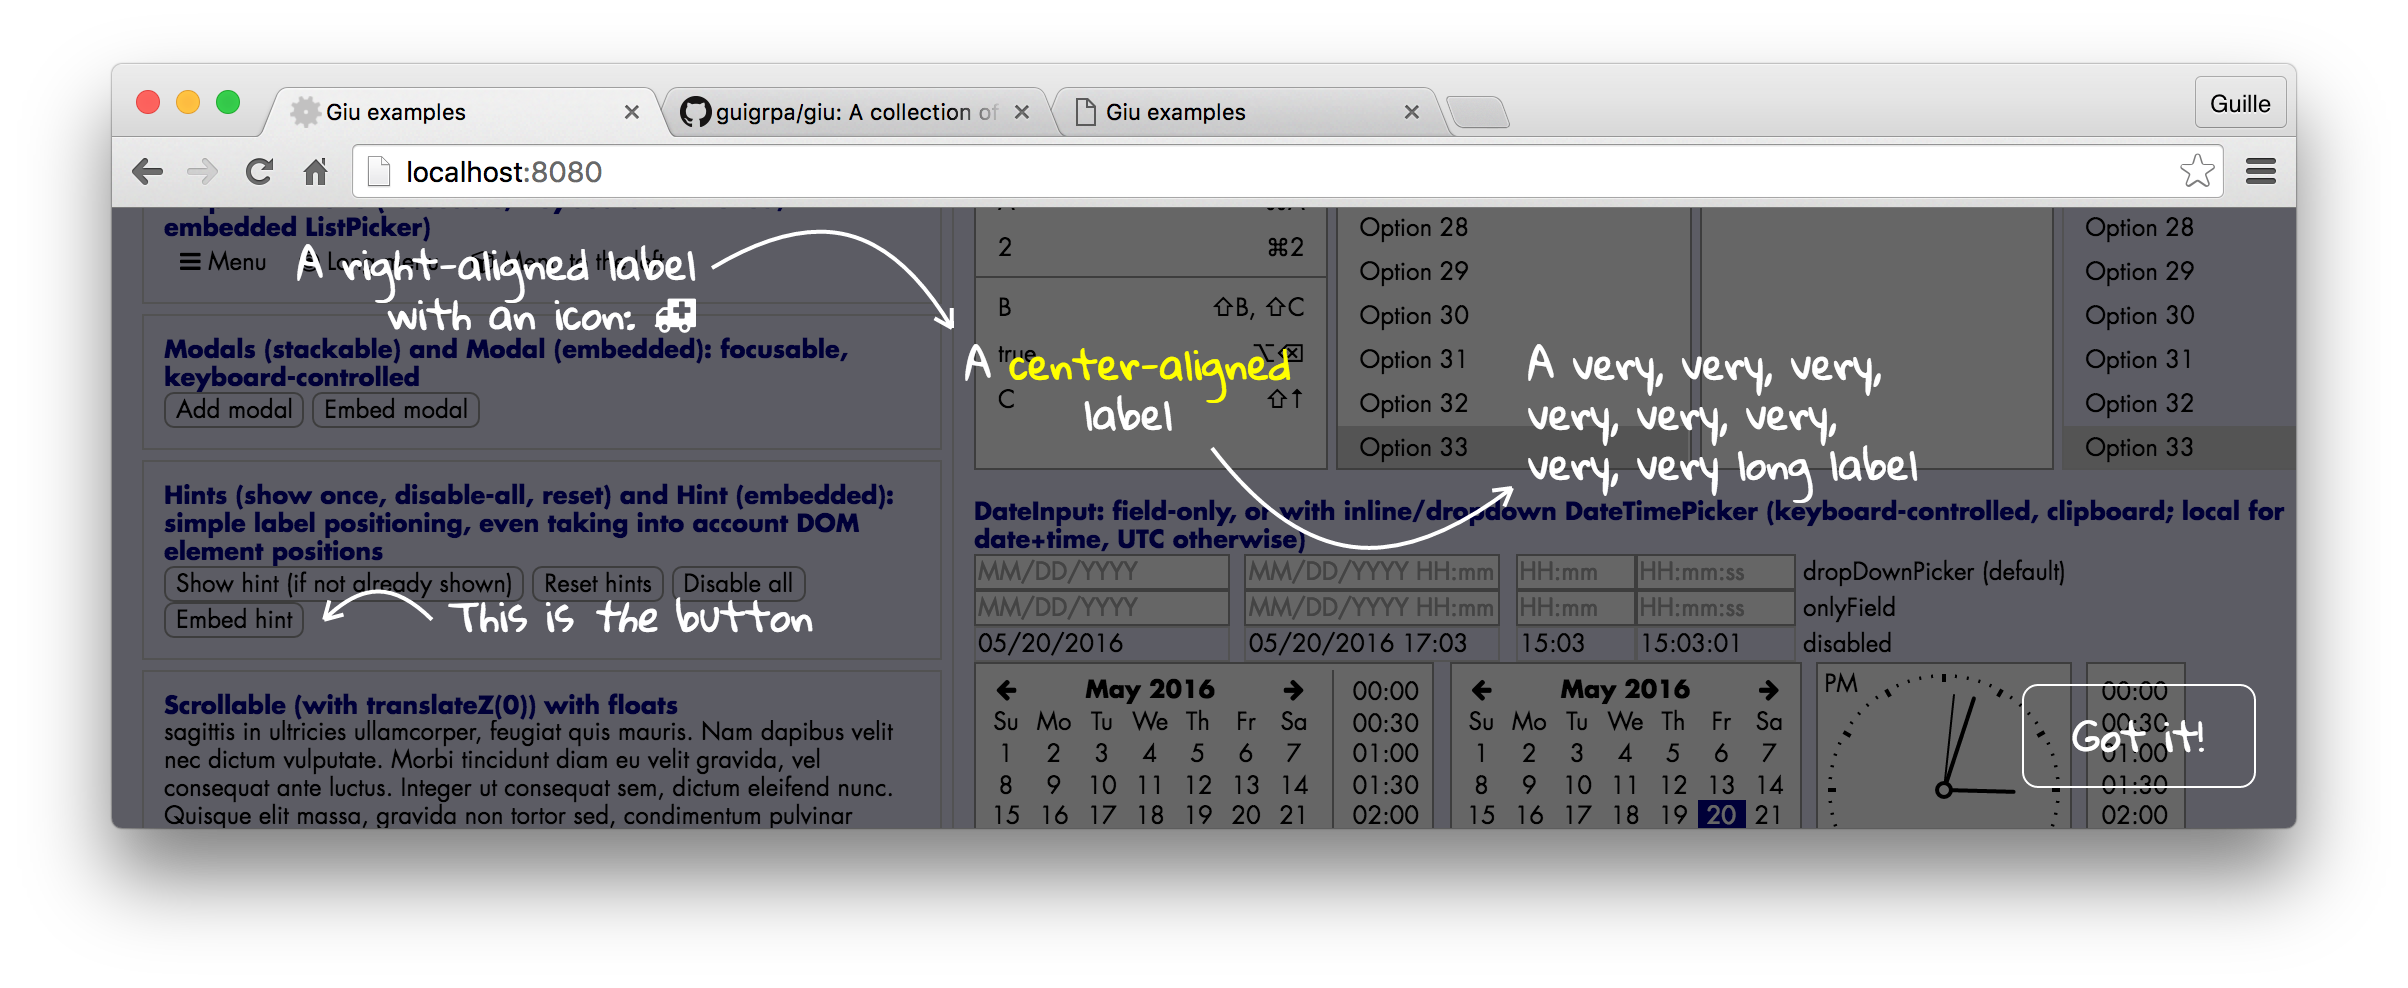 Giu examples
guigrpa/giu: A collection of
Giu examples
Guille
localhost:8080
embedded ListPicker)
Menu
A right-aligned label
with an icon:
Modals (stackable) and Modal (embedded): focusable,
keyboard-controlled
Add modal Embed modal
Hints (show once, disable-all, reset) and Hint (embedded):
simple label positioning, even taking into account DOM
element positions
Show hint (if not already shown) Reset hints Disable all
Embed hint
This is the button
Scrollable (with translateZ(0)) with floats
sagittis in ultricies ullamcorper, feugiat quis mauris. Nam dapibus velit
nec dictum vulputate. Morbi tincidunt diam eu velit gravida, vel
consequat ante luctus. Integer ut consequat sem, dictum eleifend nunc.
Quisque elit massa, gravida non tortor sed, condimentum pulvinar
2 ⌘2
B ⇧B, ⇧C
true ⌥⌫
C ⇧↑
A center-aligned
label
Option 28
Option 29
Option 30
Option 31
Option 32
Option 33
A very, very, very,
very, very, very,
very, very long label
Option 28
Option 29
Option 30
Option 31
Option 32
Option 33
DateInput: field-only, or with inline/dropdown DateTimePicker (keyboard-controlled, clipboard; local for
date+time, UTC otherwise)
MM/DD/YYYY MM/DD/YYYY HH:mm HH:mm HH:mm:ss dropDownPicker (default)
MM/DD/YYYY MM/DD/YYYY HH:mm HH:mm HH:mm:ss onlyField
05/20/2016 05/20/2016 17:03 15:03 15:03:01 disabled
May 2016
Su Mo Tu We Th Fr Sa
1 2 3 4 5 6 7
8 9 10 11 12 13 14
15 16 17 18 19 20 21
00:00
00:30
01:00
01:30
02:00
May 2016
Su Mo Tu We Th Fr Sa
1 2 3 4 5 6 7
8 9 10 11 12 13 14
15 16 17 18 19 20 21
PM
00:00
00:30
01:00
01:30
02:00
Got it!